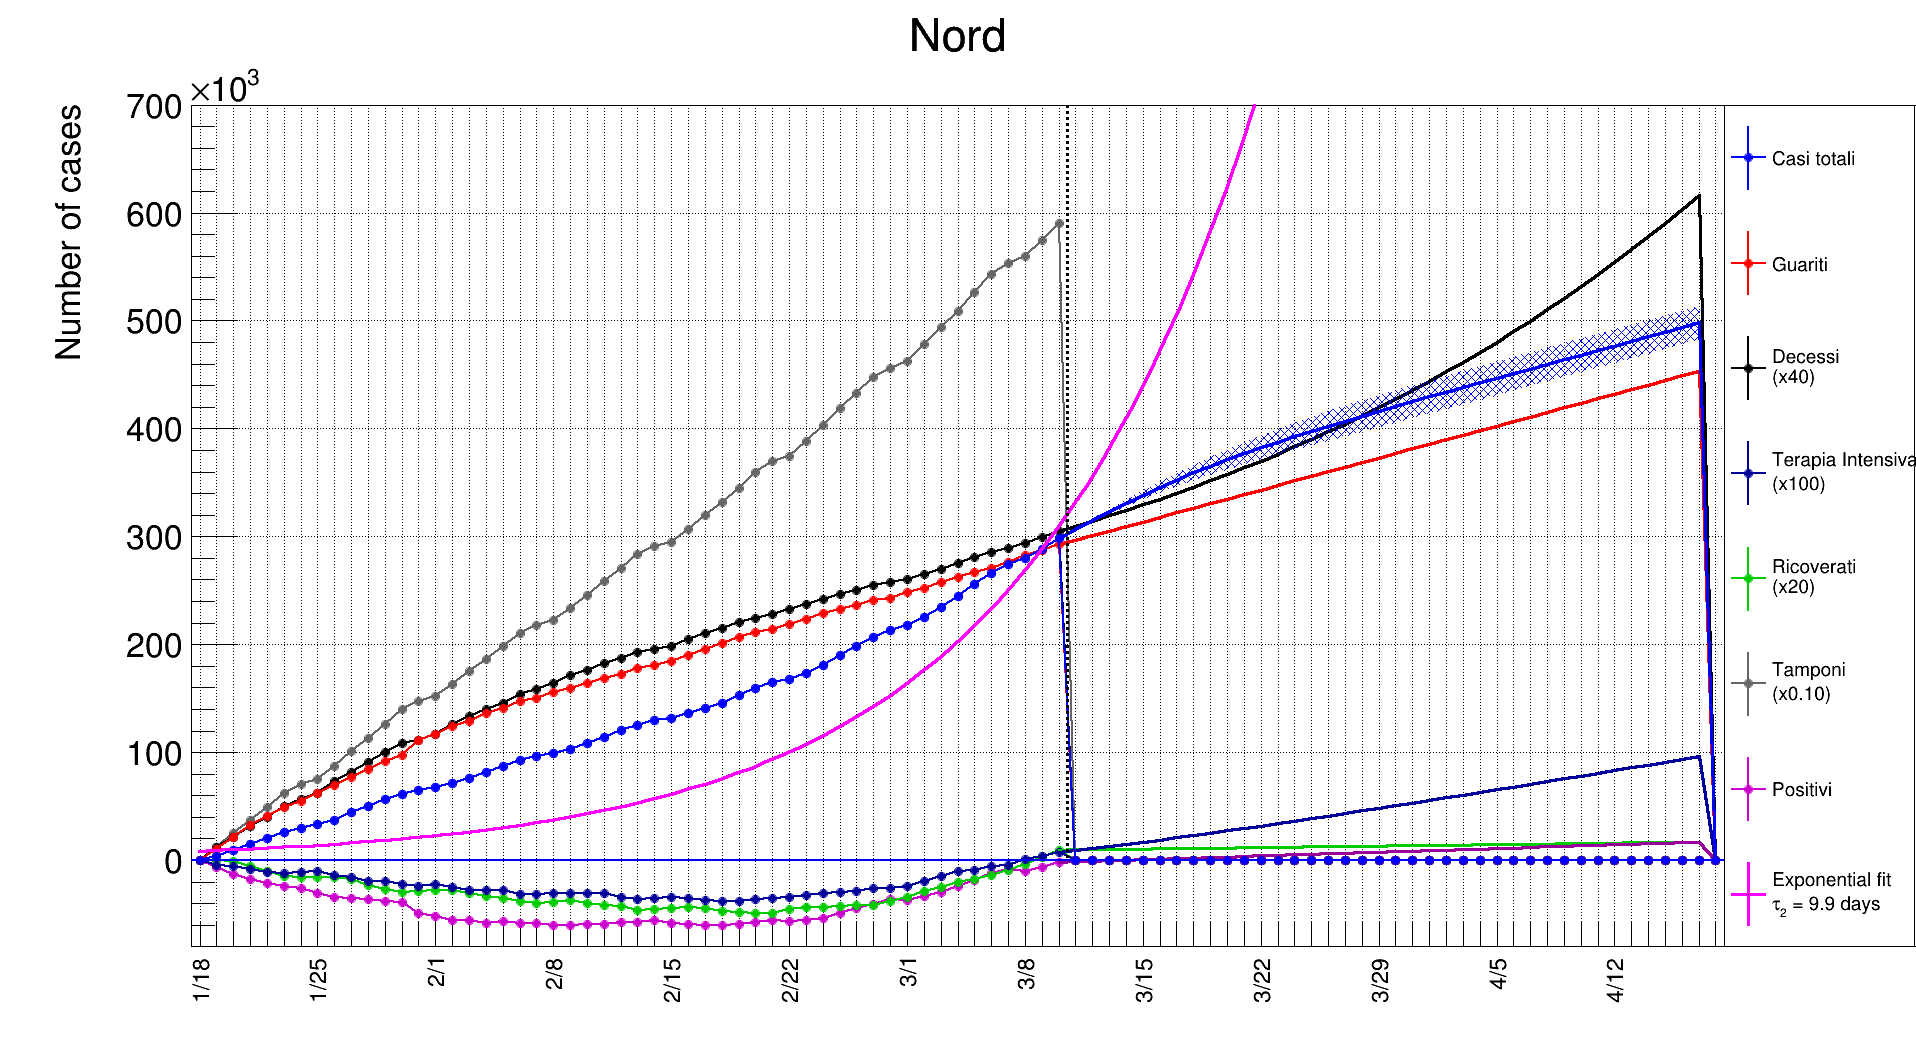 Nord
×10³
Number of cases
700
600
500
400
300
200
100
0
1/18
1/25
2/1
2/8
2/15
2/22
3/1
3/8
3/15
3/22
3/29
4/5
4/12
Casi totali
Guariti
Decessi
(x40)
Terapia Intensiva
(x100)
Ricoverati
(x20)
Tamponi
(x0.10)
Positivi
Exponential fit
τ₂ = 9.9 days